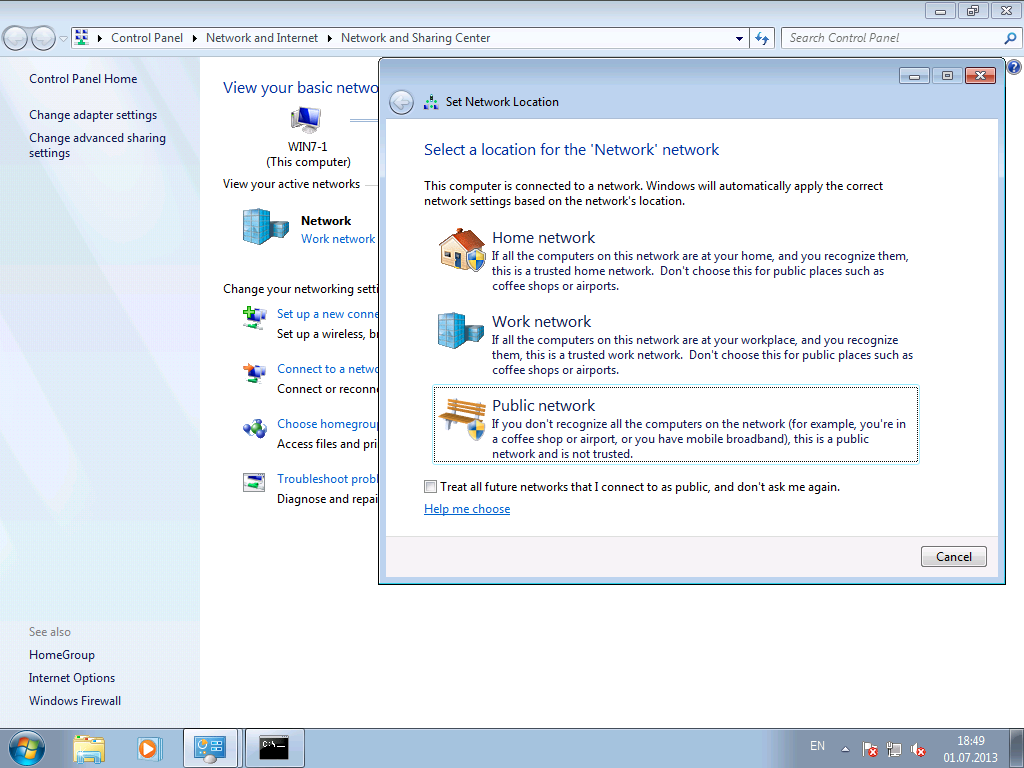 Control Panel
Network and Internet
Network and Sharing Center
Search Control Panel
Control Panel Home
Change adapter settings
Change advanced sharing
settings
See also
HomeGroup
Internet Options
Windows Firewall
View your basic netwo
WIN7-1
(This computer)
View your active networks
Network
Work network
Change your networking setti
Set up a new conne
Set up a wireless, br
Connect to a netwo
Connect or reconn
Choose homegroup
Access files and pri
Troubleshoot probl
Diagnose and repai
Set Network Location
Select a location for the 'Network' network
This computer is connected to a network. Windows will automatically apply the correct
network settings based on the network's location.
Home network
If all the computers on this network are at your home, and you recognize them,
this is a trusted home network.  Don't choose this for public places such as
coffee shops or airports.
Work network
If all the computers on this network are at your workplace, and you recognize
them, this is a trusted work network.  Don't choose this for public places such as
coffee shops or airports.
Public network
If you don't recognize all the computers on the network (for example, you're in
a coffee shop or airport, or you have mobile broadband), this is a public
network and is not trusted.
Treat all future networks that I connect to as public, and don't ask me again.
Help me choose
Cancel
C:\
EN
18:49
01.07.2013